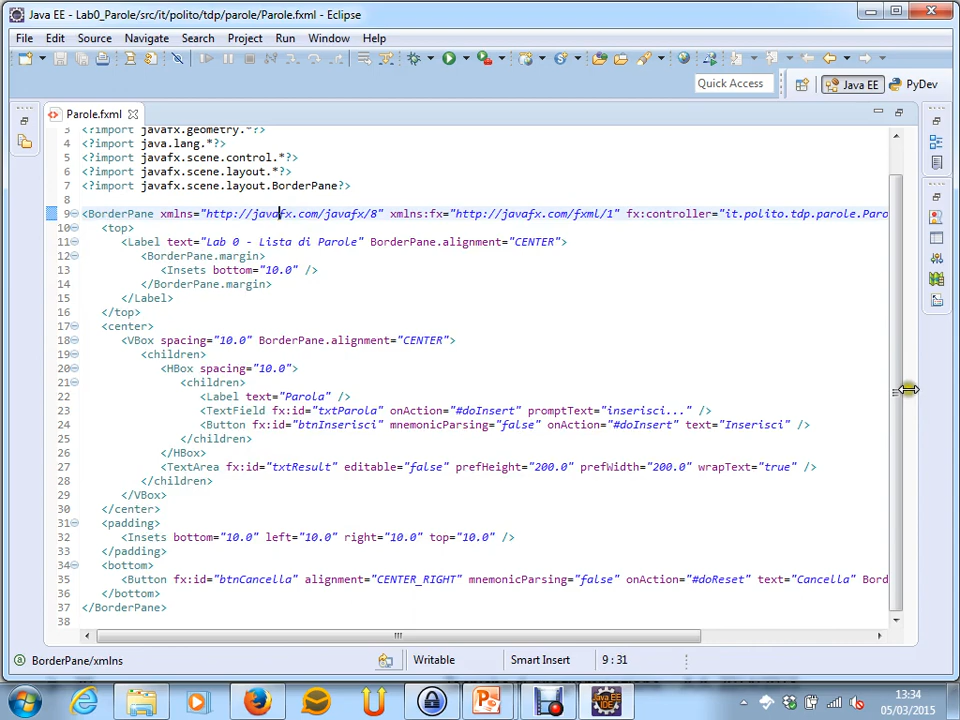 Java EE - Lab0_Parole/src/it/polito/tdp/parole/Parole.fxml - Eclipse
File Edit Source Navigate Search Project Run Window Help
Quick Access Java EE PyDev
Parole.fxml
3 <?import javafx.geometry.*?>
4 <?import java.lang.*?>
5 <?import javafx.scene.control.*?>
6 <?import javafx.scene.layout.*?>
7 <?import javafx.scene.layout.BorderPane?>
8
9 <BorderPane xmlns="http://javafx.com/javafx/8" xmlns:fx="http://javafx.com/fxml/1" fx:controller="it.polito.tdp.parole.Paro
10 <top>
11 <Label text="Lab 0 - Lista di Parole" BorderPane.alignment="CENTER">
12 <BorderPane.margin>
13 <Insets bottom="10.0" />
14 </BorderPane.margin>
15 </Label>
16 </top>
17 <center>
18 <VBox spacing="10.0" BorderPane.alignment="CENTER">
19 <children>
20 <HBox spacing="10.0">
21 <children>
22 <Label text="Parola" />
23 <TextField fx:id="txtParola" onAction="#doInsert" promptText="inserisci..." />
24 <Button fx:id="btnInserisci" mnemonicParsing="false" onAction="#doInsert" text="Inserisci" />
25 </children>
26 </HBox>
27 <TextArea fx:id="txtResult" editable="false" prefHeight="200.0" prefWidth="200.0" wrapText="true" />
28 </children>
29 </VBox>
30 </center>
31 <padding>
32 <Insets bottom="10.0" left="10.0" right="10.0" top="10.0" />
33 </padding>
34 <bottom>
35 <Button fx:id="btnCancella" alignment="CENTER_RIGHT" mnemonicParsing="false" onAction="#doReset" text="Cancella" Bord
36 </bottom>
37 </BorderPane>
38
BorderPane/xmlns Writable Smart Insert 9 : 31
13:34
05/03/2015